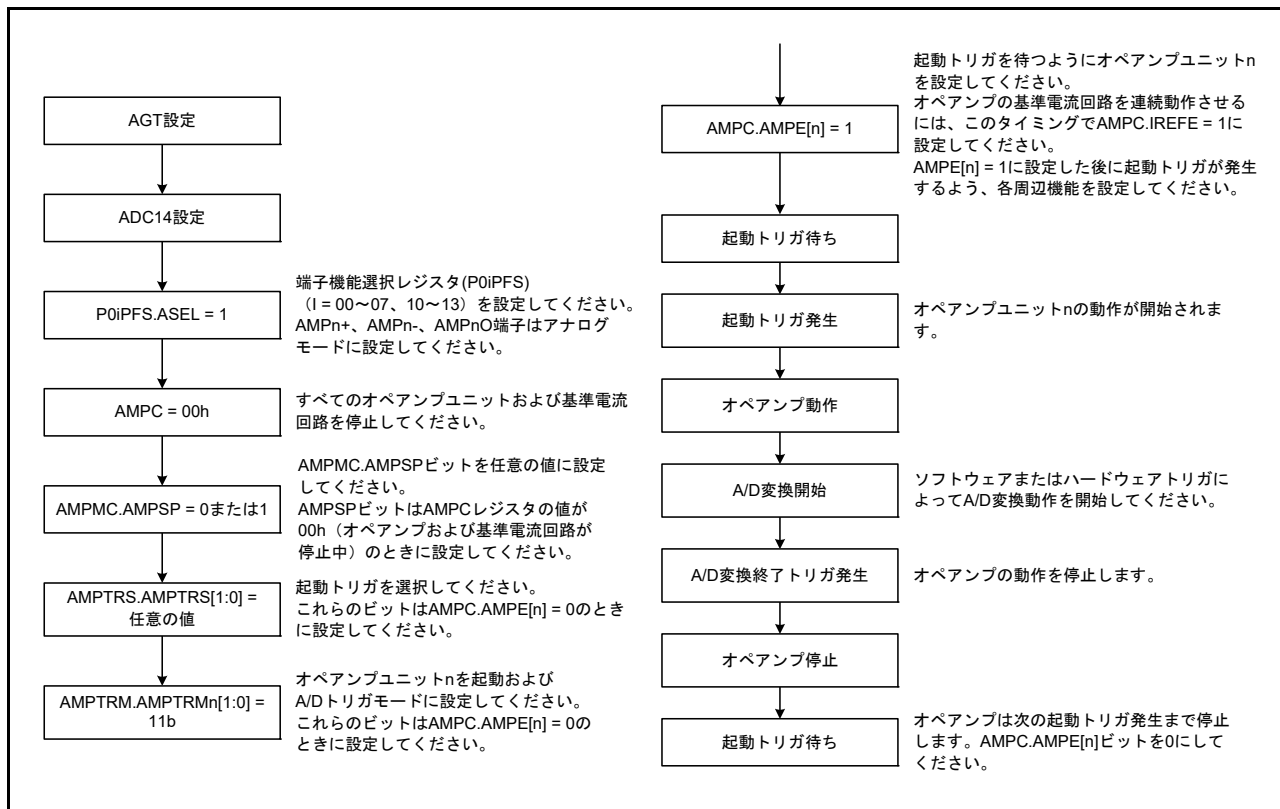 AGT設定
ADC14設定
P0iPFS.ASEL = 1
端子機能選択レジスタ(P0iPFS)
（I = 00～07、10～13）を設定してください。
AMPn+、AMPn-、AMPnO端子はアナログ
モードに設定してください。
AMPC = 00h
すべてのオペアンプユニットおよび基準電流
回路を停止してください。
AMPMC.AMPSP = 0または1
AMPMC.AMPSPビットを任意の値に設定
してください。
AMPSPビットはAMPCレジスタの値が
00h（オペアンプおよび基準電流回路が
停止中）のときに設定してください。
AMPTRS.AMPTRS[1:0] =
任意の値
起動トリガを選択してください。
これらのビットはAMPC.AMPE[n] = 0のとき
に設定してください。
AMPTRM.AMPTRMn[1:0] =
11b
オペアンプユニットnを起動および
A/Dトリガモードに設定してください。
これらのビットはAMPC.AMPE[n] = 0の
ときに設定してください。
AMPC.AMPE[n] = 1
起動トリガを待つようにオペアンプユニットn
を設定してください。
オペアンプの基準電流回路を連続動作させる
には、このタイミングでAMPC.IREFE = 1に
設定してください。
AMPE[n] = 1に設定した後に起動トリガが発生
するよう、各周辺機能を設定してください。
起動トリガ待ち
起動トリガ発生
オペアンプユニットnの動作が開始されま
す。
オペアンプ動作
A/D変換開始
ソフトウェアまたはハードウェアトリガに
よってA/D変換動作を開始してください。
A/D変換終了トリガ発生
オペアンプの動作を停止します。
オペアンプ停止
起動トリガ待ち
オペアンプは次の起動トリガ発生まで停止
します。AMPC.AMPE[n]ビットを0にして
ください。